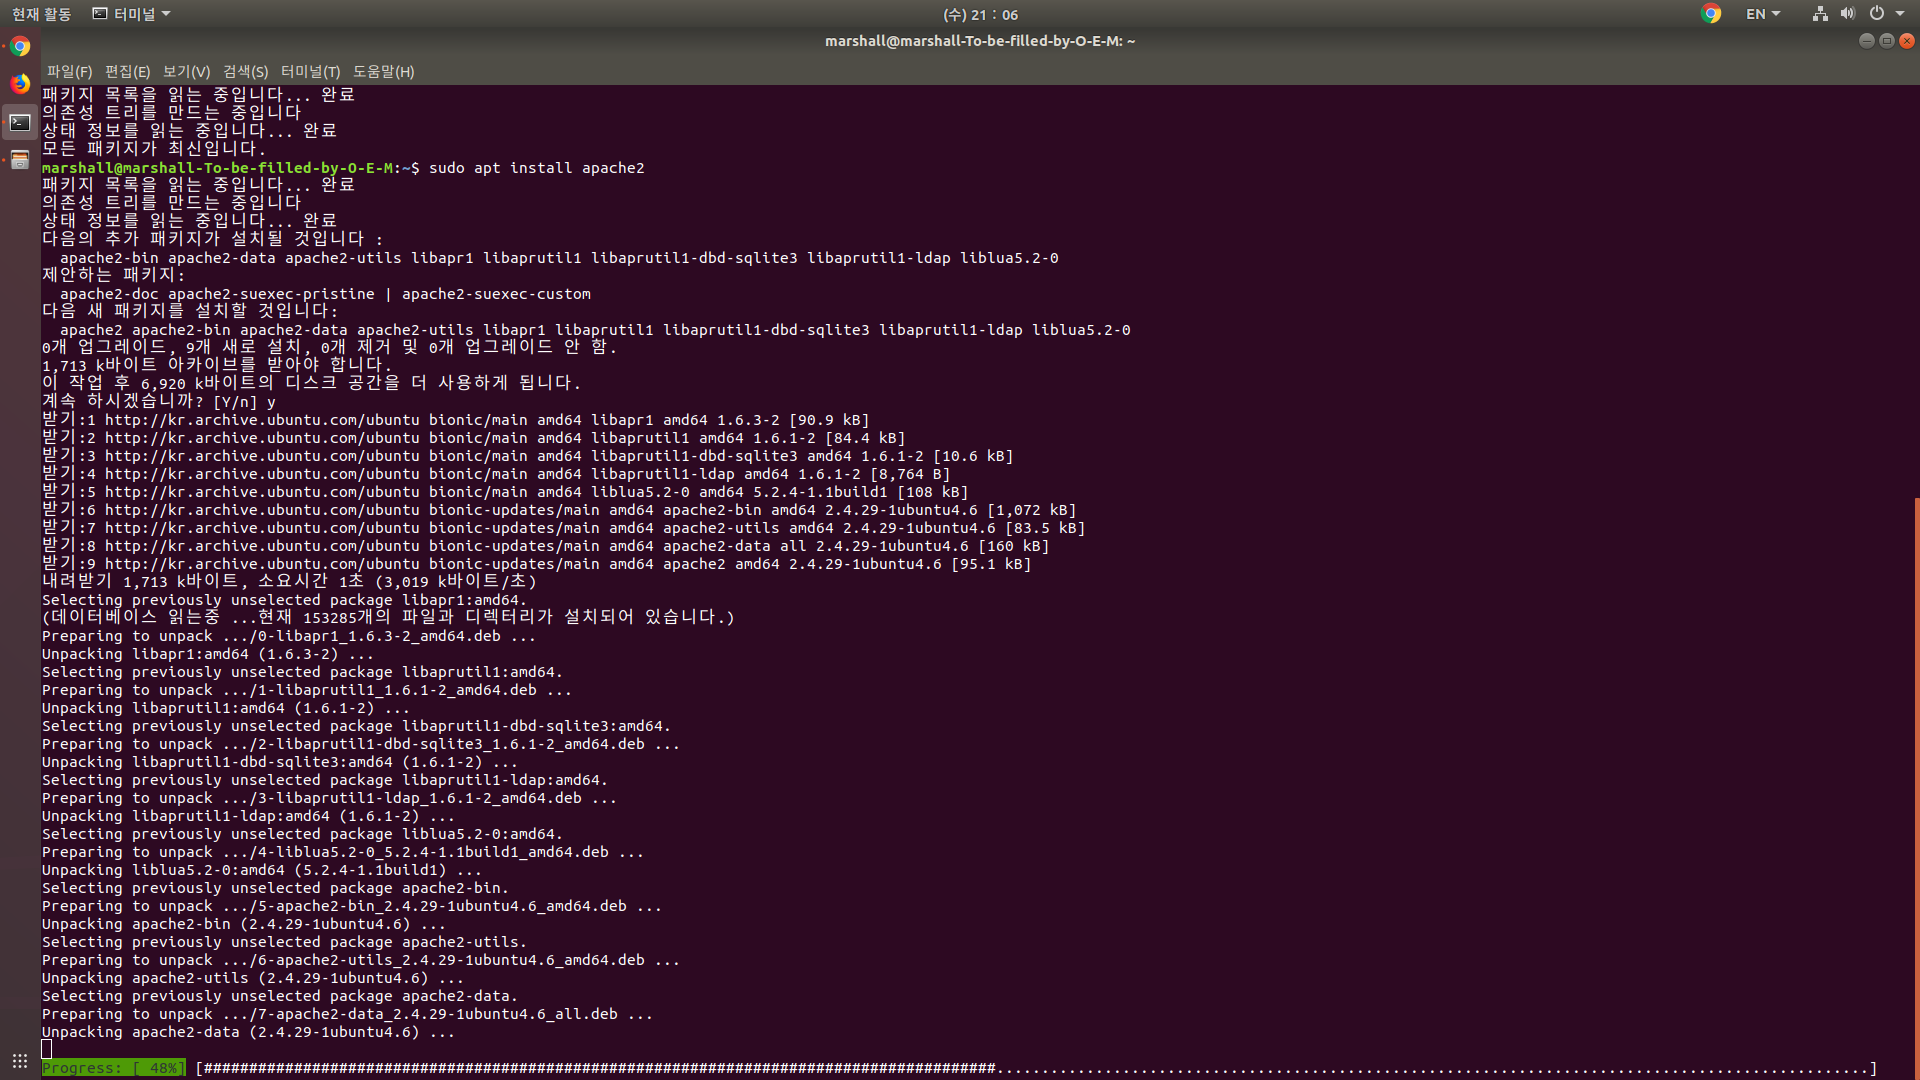 현재 활동 터미널 (수) 21 : 06 EN
marshall@marshall-To-be-filled-by-O-E-M: ~
파일(F) 편집(E) 보기(V) 검색(S) 터미널(T) 도움말(H)
패키지 목록을 읽는 중입니다... 완료
의존성 트리를 만드는 중입니다
상태 정보를 읽는 중입니다... 완료
모든 패키지가 최신입니다.
marshall@marshall-To-be-filled-by-O-E-M:~$ sudo apt install apache2
패키지 목록을 읽는 중입니다... 완료
의존성 트리를 만드는 중입니다
상태 정보를 읽는 중입니다... 완료
다음의 추가 패키지가 설치될 것입니다 :
  apache2-bin apache2-data apache2-utils libapr1 libaprutil1 libaprutil1-dbd-sqlite3 libaprutil1-ldap liblua5.2-0
제안하는 패키지:
  apache2-doc apache2-suexec-pristine | apache2-suexec-custom
다음 새 패키지를 설치할 것입니다:
  apache2 apache2-bin apache2-data apache2-utils libapr1 libaprutil1 libaprutil1-dbd-sqlite3 libaprutil1-ldap liblua5.2-0
0개 업그레이드, 9개 새로 설치, 0개 제거 및 0개 업그레이드 안 함.
1,713 k바이트 아카이브를 받아야 합니다.
이 작업 후 6,920 k바이트의 디스크 공간을 더 사용하게 됩니다.
계속 하시겠습니까? [Y/n] y
받기:1 http://kr.archive.ubuntu.com/ubuntu bionic/main amd64 libapr1 amd64 1.6.3-2 [90.9 kB]
받기:2 http://kr.archive.ubuntu.com/ubuntu bionic/main amd64 libaprutil1 amd64 1.6.1-2 [84.4 kB]
받기:3 http://kr.archive.ubuntu.com/ubuntu bionic/main amd64 libaprutil1-dbd-sqlite3 amd64 1.6.1-2 [10.6 kB]
받기:4 http://kr.archive.ubuntu.com/ubuntu bionic/main amd64 libaprutil1-ldap amd64 1.6.1-2 [8,764 B]
받기:5 http://kr.archive.ubuntu.com/ubuntu bionic/main amd64 liblua5.2-0 amd64 5.2.4-1.1build1 [108 kB]
받기:6 http://kr.archive.ubuntu.com/ubuntu bionic-updates/main amd64 apache2-bin amd64 2.4.29-1ubuntu4.6 [1,072 kB]
받기:7 http://kr.archive.ubuntu.com/ubuntu bionic-updates/main amd64 apache2-utils amd64 2.4.29-1ubuntu4.6 [83.5 kB]
받기:8 http://kr.archive.ubuntu.com/ubuntu bionic-updates/main amd64 apache2-data all 2.4.29-1ubuntu4.6 [160 kB]
받기:9 http://kr.archive.ubuntu.com/ubuntu bionic-updates/main amd64 apache2 amd64 2.4.29-1ubuntu4.6 [95.1 kB]
내려받기 1,713 k바이트, 소요시간 1초 (3,019 k바이트/초)
Selecting previously unselected package libapr1:amd64.
(데이터베이스 읽는중 ...현재 153285개의 파일과 디렉터리가 설치되어 있습니다.)
Preparing to unpack .../0-libapr1_1.6.3-2_amd64.deb ...
Unpacking libapr1:amd64 (1.6.3-2) ...
Selecting previously unselected package libaprutil1:amd64.
Preparing to unpack .../1-libaprutil1_1.6.1-2_amd64.deb ...
Unpacking libaprutil1:amd64 (1.6.1-2) ...
Selecting previously unselected package libaprutil1-dbd-sqlite3:amd64.
Preparing to unpack .../2-libaprutil1-dbd-sqlite3_1.6.1-2_amd64.deb ...
Unpacking libaprutil1-dbd-sqlite3:amd64 (1.6.1-2) ...
Selecting previously unselected package libaprutil1-ldap:amd64.
Preparing to unpack .../3-libaprutil1-ldap_1.6.1-2_amd64.deb ...
Unpacking libaprutil1-ldap:amd64 (1.6.1-2) ...
Selecting previously unselected package liblua5.2-0:amd64.
Preparing to unpack .../4-liblua5.2-0_5.2.4-1.1build1_amd64.deb ...
Unpacking liblua5.2-0:amd64 (5.2.4-1.1build1) ...
Selecting previously unselected package apache2-bin.
Preparing to unpack .../5-apache2-bin_2.4.29-1ubuntu4.6_amd64.deb ...
Unpacking apache2-bin (2.4.29-1ubuntu4.6) ...
Selecting previously unselected package apache2-utils.
Preparing to unpack .../6-apache2-utils_2.4.29-1ubuntu4.6_amd64.deb ...
Unpacking apache2-utils (2.4.29-1ubuntu4.6) ...
Selecting previously unselected package apache2-data.
Preparing to unpack .../7-apache2-data_2.4.29-1ubuntu4.6_all.deb ...
Unpacking apache2-data (2.4.29-1ubuntu4.6) ...
Progress: [ 48%] [########################################################################################.................................................................................................]